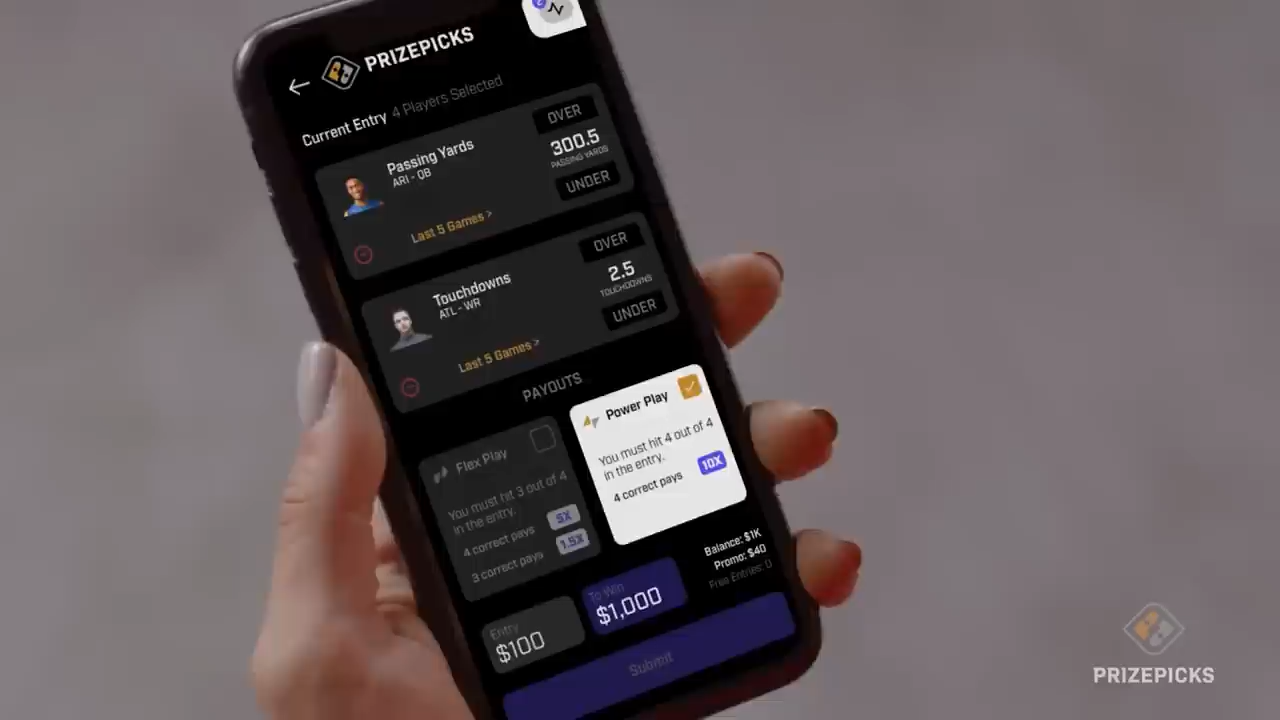 PRIZEPICKS
Current Entry 4 Players Selected
Passing Yards
ARI - QB
Last 5 Games >
OVER
300.5
PASSING YARDS
UNDER
Touchdowns
ATL - WR
Last 5 Games >
OVER
2.5
TOUCHDOWNS
UNDER
PAYOUTS
Flex Play
You must hit 3 out of 4
in the entry.
4 correct pays 5X
3 correct pays 1.5X
Power Play
You must hit 4 out of 4
in the entry.
4 correct pays 10X
Balance: $1K
Promo: $40
Free Entries: 0
Entry
$100
To Win
$1,000
Submit
PRIZEPICKS